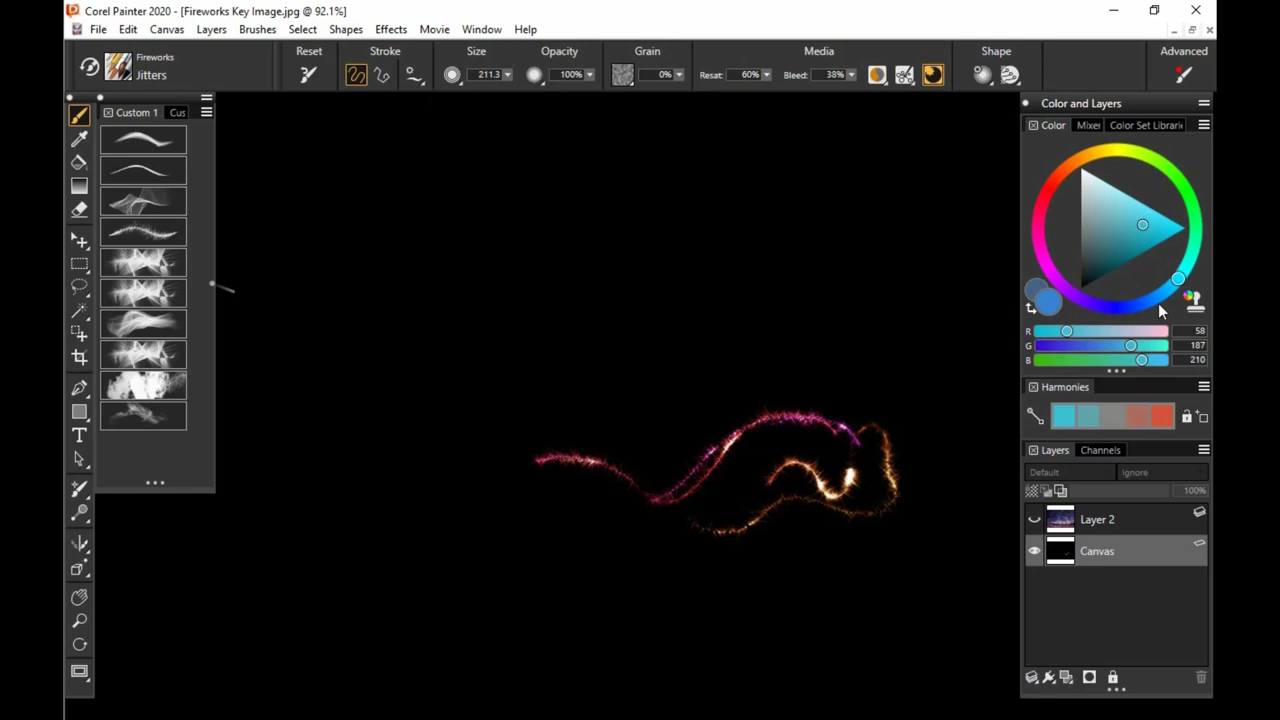 Corel Painter 2020 - [Fireworks Key Image.jpg @ 92.1%]
File Edit Canvas Layers Brushes Select Shapes Effects Movie Window Help
Fireworks
Jitters
Reset Stroke Size Opacity Grain Media Shape Advanced
211.3 100% 0% Resat: 60% Bleed: 38%
Color and Layers
Custom 1 Cus
Color Mixer Color Set Librarie
R 58
G 187
B 210
Harmonies
Layers Channels
Default Ignore
100%
Layer 2
Canvas
T